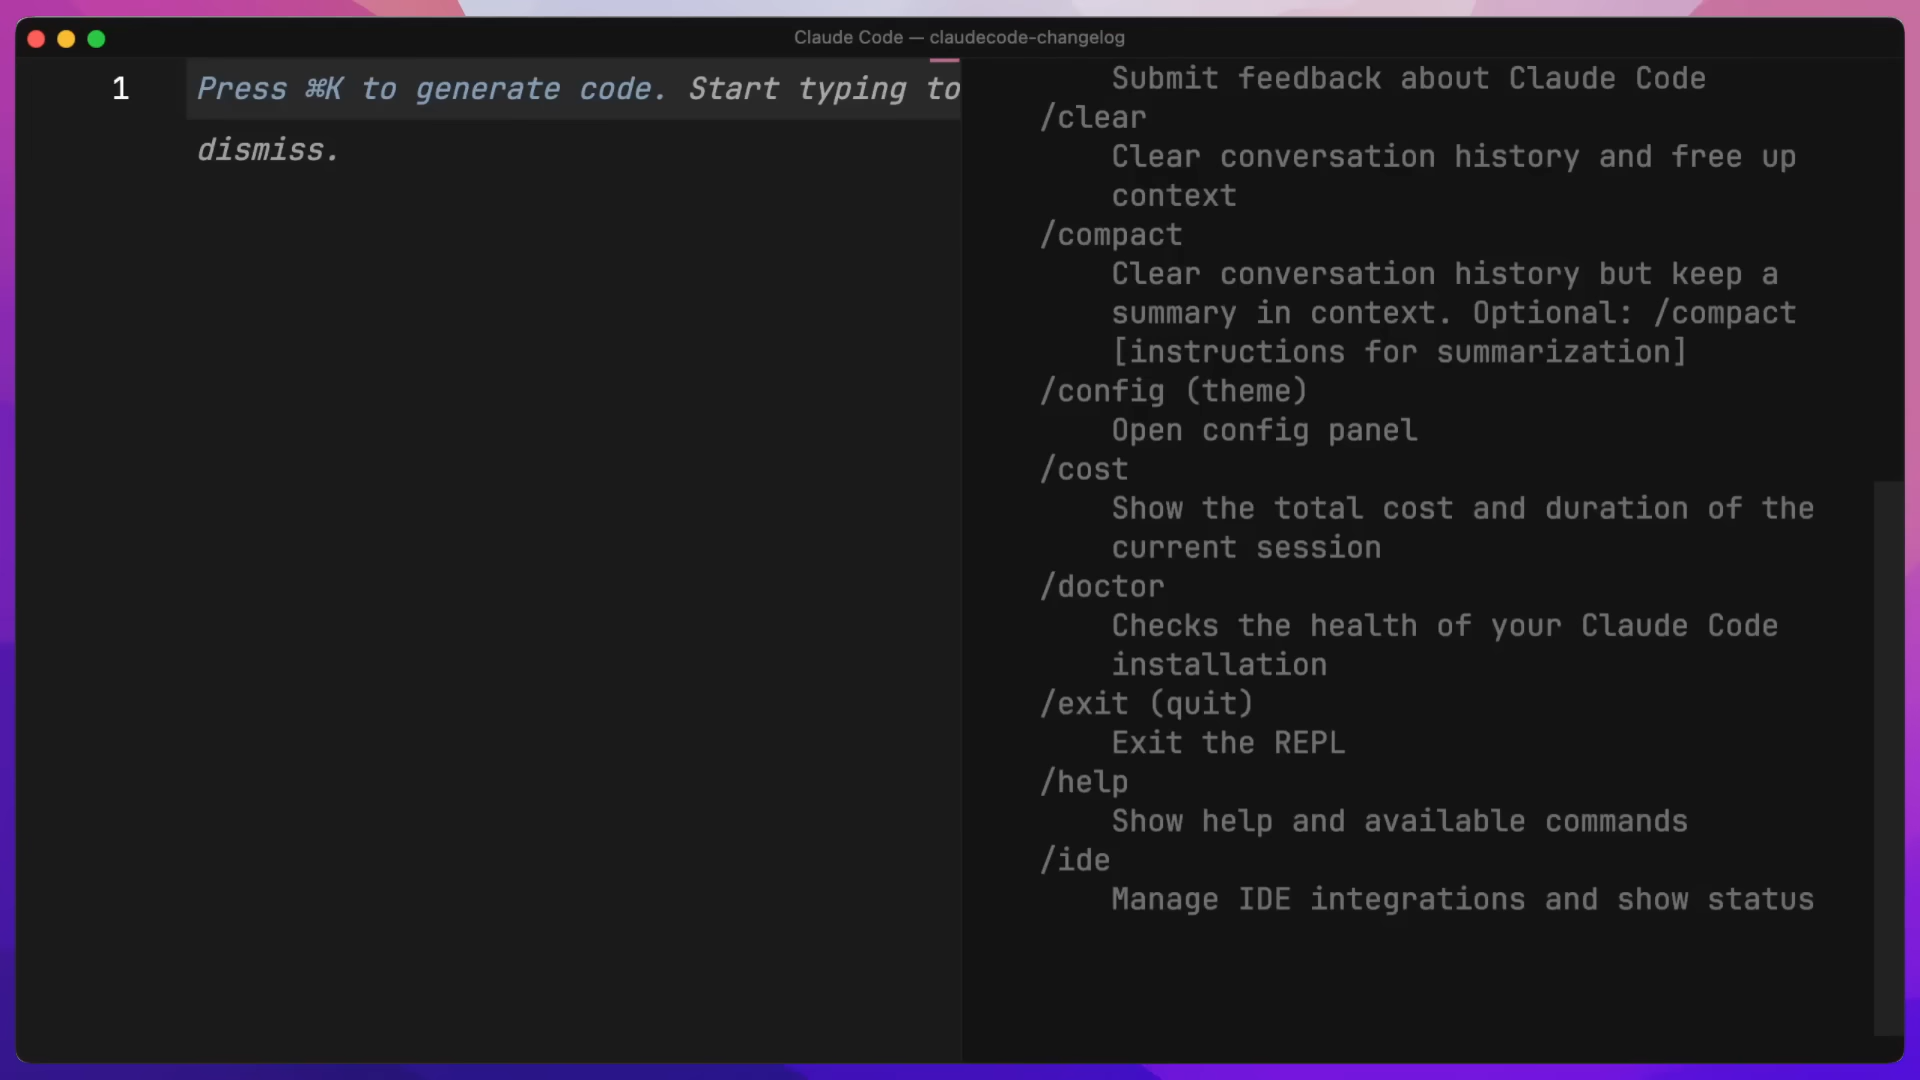 Claude Code — claudecode-changelog
1
Press ⌘K to generate code. Start typing to
dismiss.
Submit feedback about Claude Code
/clear
Clear conversation history and free up
context
/compact
Clear conversation history but keep a
summary in context. Optional: /compact
[instructions for summarization]
/config (theme)
Open config panel
/cost
Show the total cost and duration of the
current session
/doctor
Checks the health of your Claude Code
installation
/exit (quit)
Exit the REPL
/help
Show help and available commands
/ide
Manage IDE integrations and show status